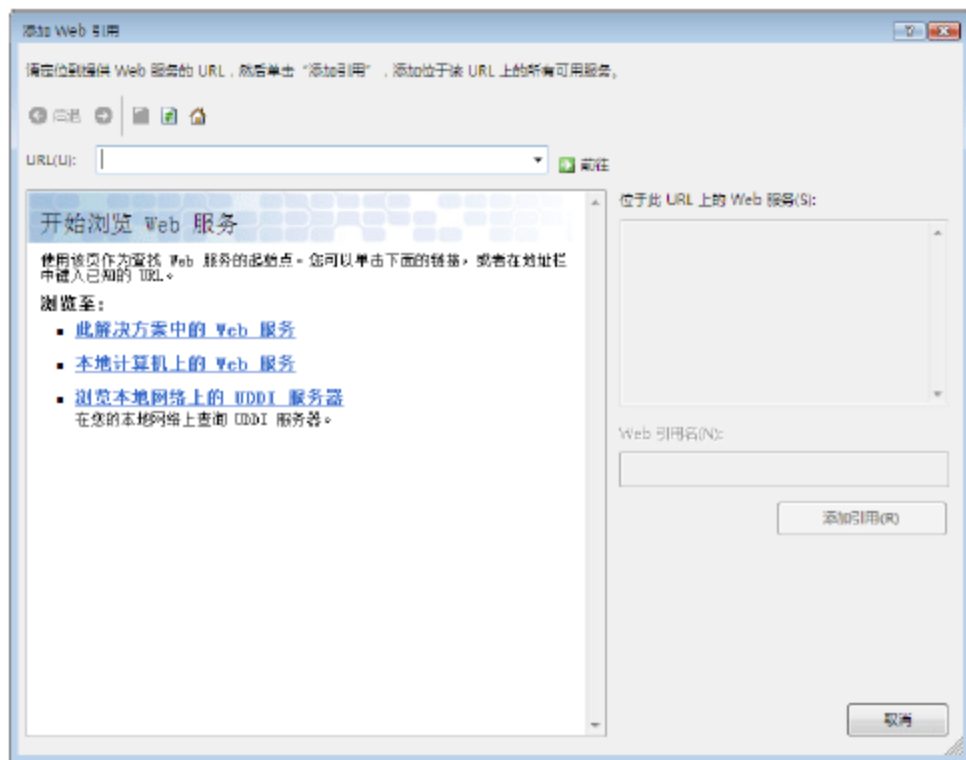 添加 Web 引用
请定位到提供 Web 服务的 URL，然后单击“添加引用”，添加位于该 URL 上的所有可用服务。
后退
URL(U):
前往
开始浏览 Web 服务
使用该页作为查找 Web 服务的起始点。您可以单击下面的链接，或者在地址栏
中键入已知的 URL。
浏览至：
▪ 此解决方案中的 Web 服务
▪ 本地计算机上的 Web 服务
▪ 浏览本地网络上的 UDDI 服务器
在您的本地网络上查询 UDDI 服务器。
位于此 URL 上的 Web 服务(S):
Web 引用名(N):
添加引用(R)
取消